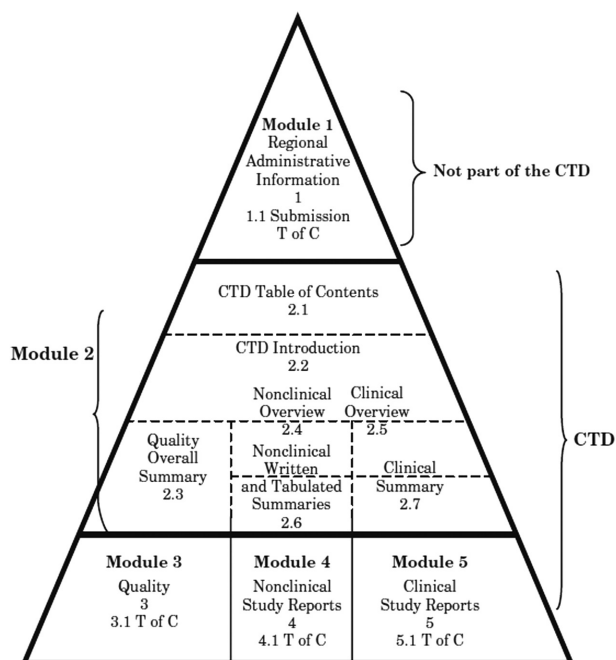 Module 1
Regional
Administrative
Information
1
1.1 Submission
T of C
Not part of the CTD
CTD Table of Contents
2.1
Module 2
CTD Introduction
2.2
Nonclinical
Overview
2.4
Clinical
Overview
2.5
CTD
Quality
Overall
Summary
2.3
Nonclinical
Written
and Tabulated
Summaries
2.6
Clinical
Summary
2.7
Module 3
Quality
3
3.1 T of C
Module 4
Nonclinical
Study Reports
4
4.1 T of C
Module 5
Clinical
Study Reports
5
5.1 T of C